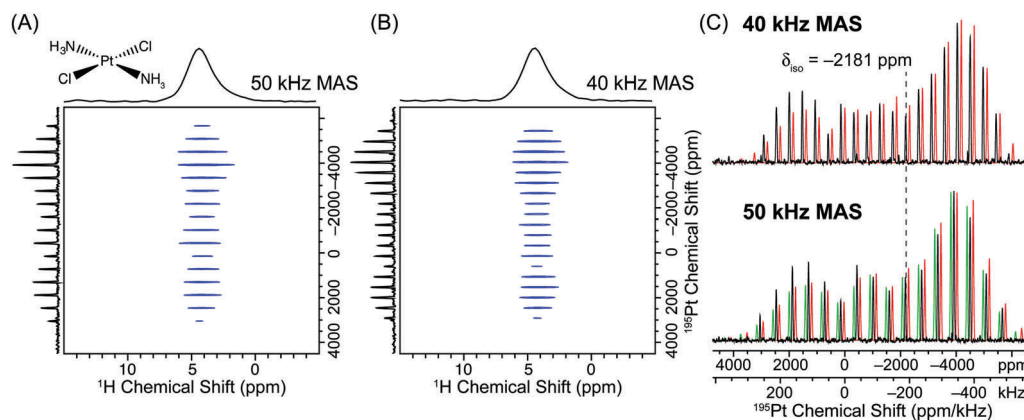 (A)
H₃N
Cl
Pt
Cl
NH₃
50 kHz MAS
−4000
−2000
0
2000
4000
10
5
0
¹H Chemical Shift (ppm)
(B)
40 kHz MAS
−4000
−2000
0
2000
4000
¹⁹⁵Pt Chemical Shift (ppm)
10
5
0
¹H Chemical Shift (ppm)
(C)
40 kHz MAS
δiso = −2181 ppm
50 kHz MAS
4000 2000 0 −2000 −4000 ppm
200 0 −200 −400 kHz
¹⁹⁵Pt Chemical Shift (ppm/kHz)